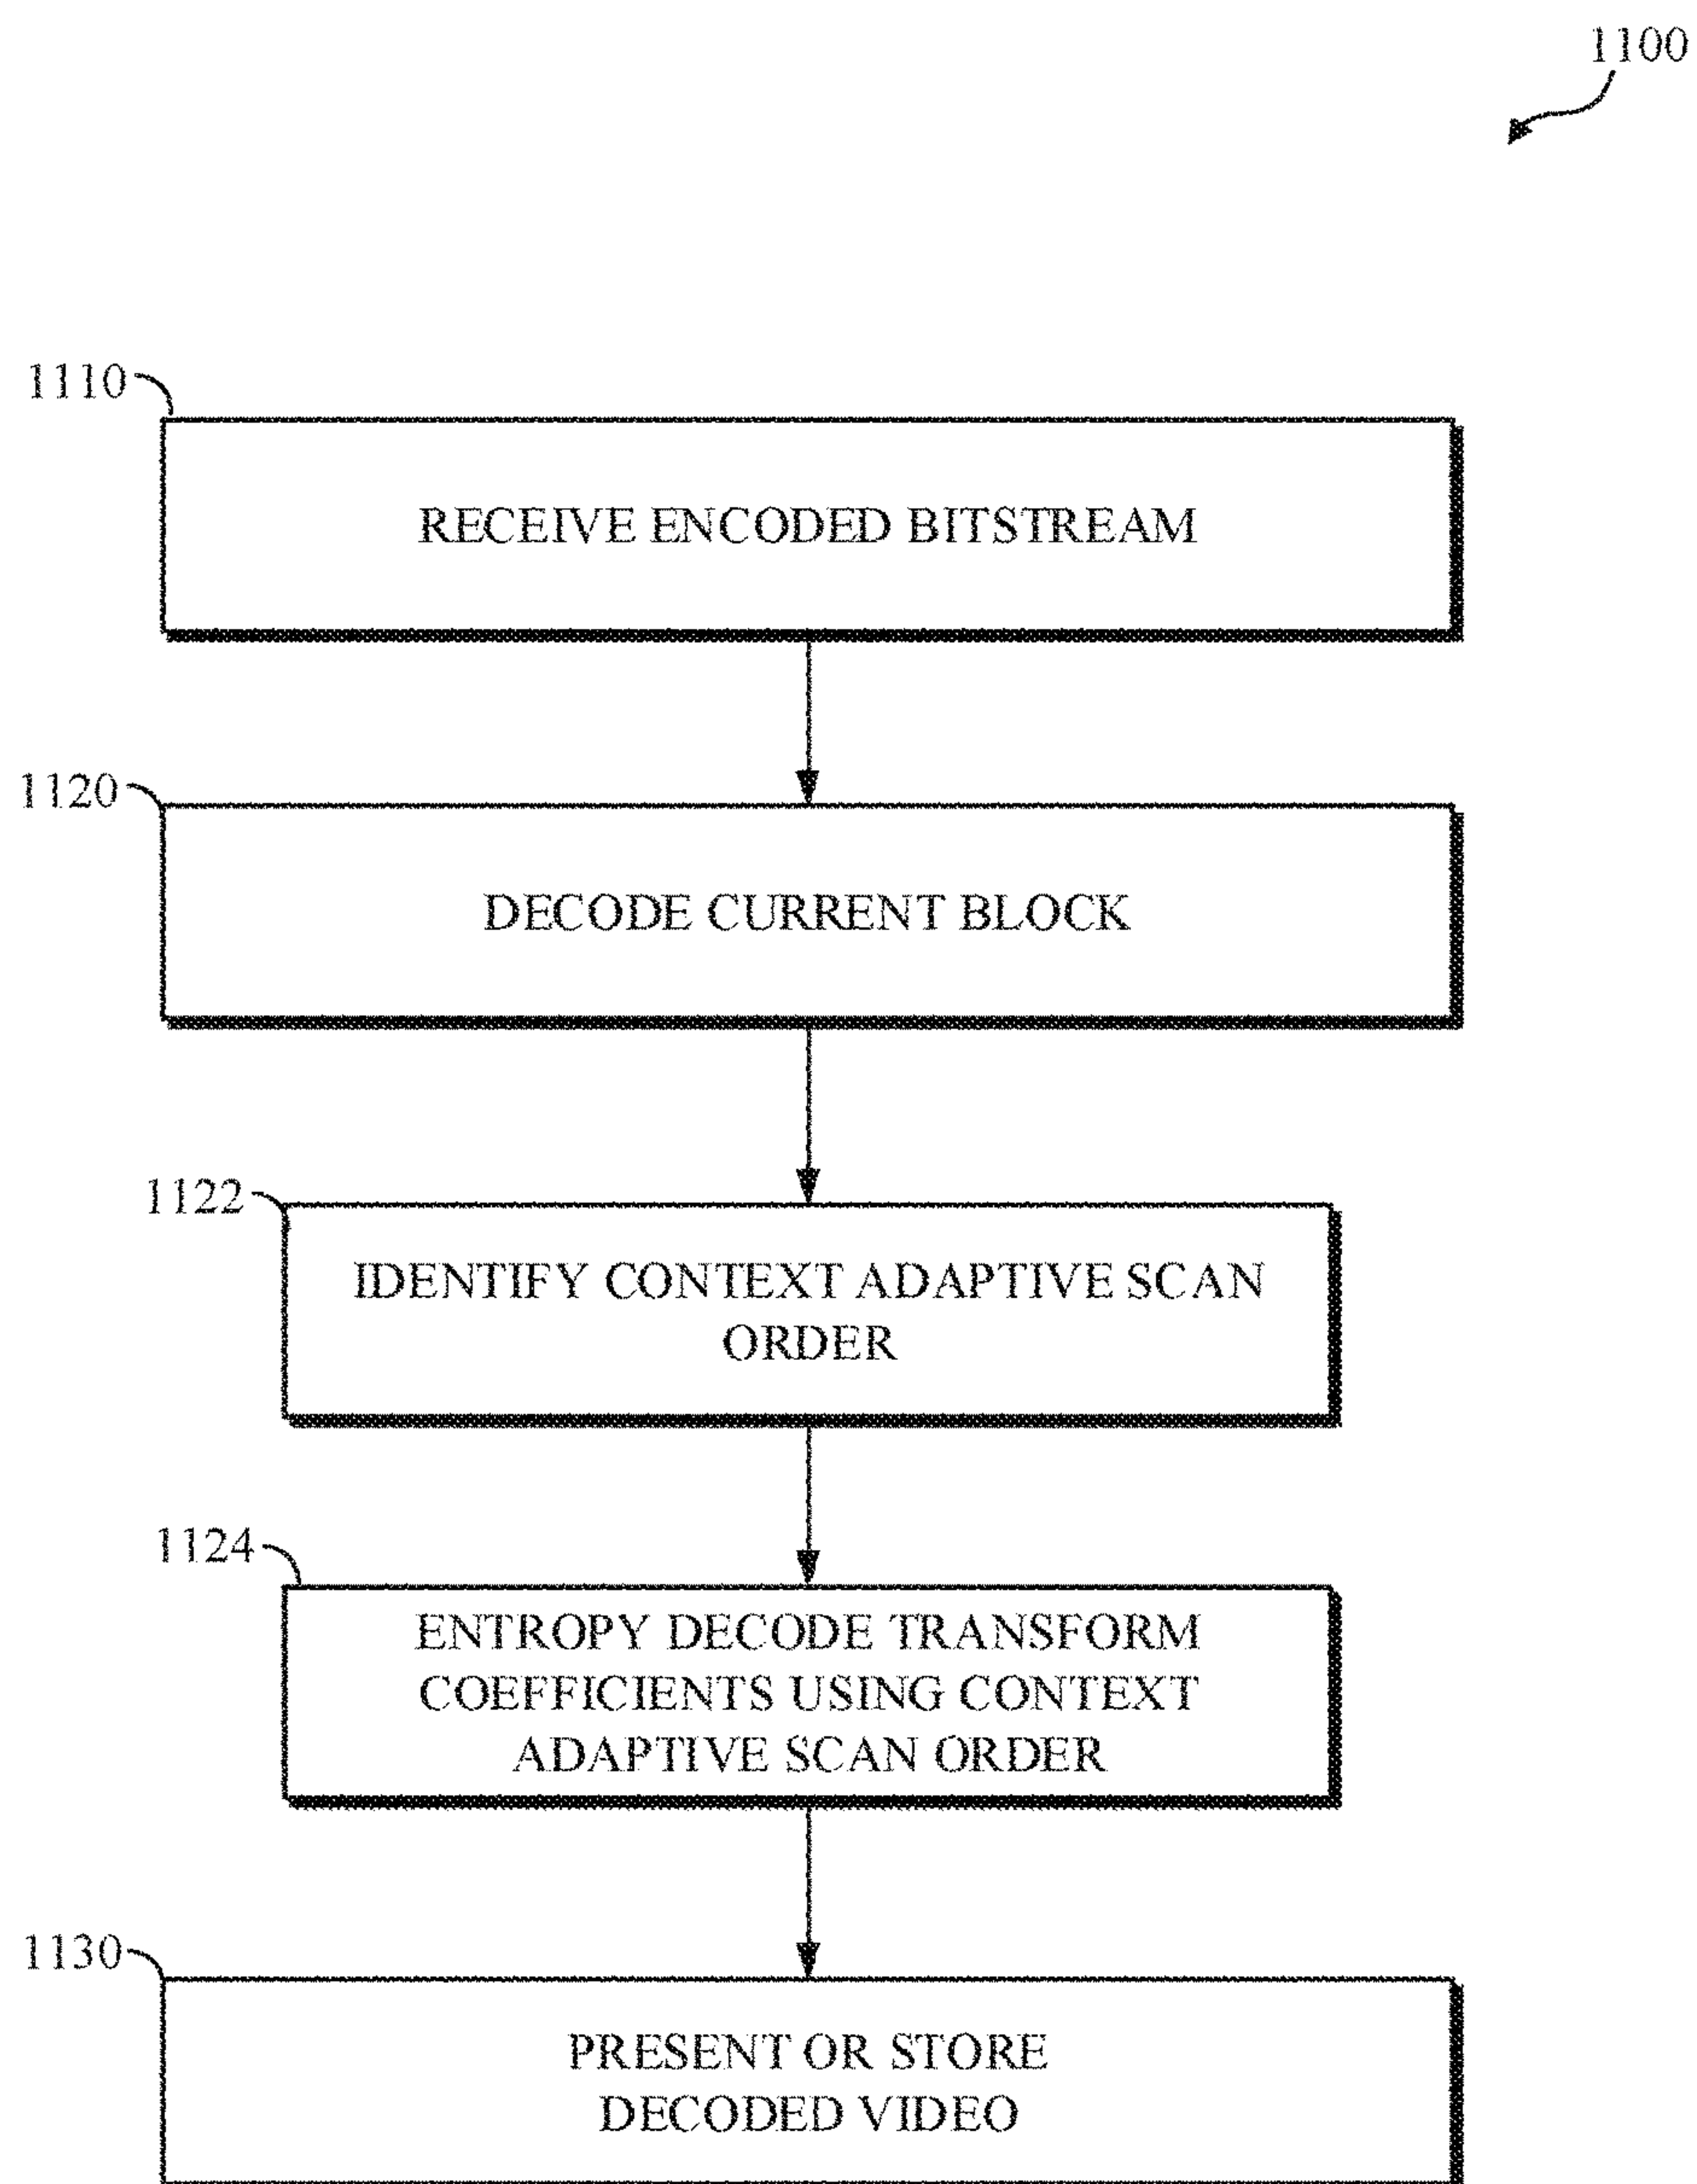 1100
1110
RECEIVE ENCODED BITSTREAM
1120
DECODE CURRENT BLOCK
1122
IDENTIFY CONTEXT ADAPTIVE SCAN
ORDER
1124
ENTROPY DECODE TRANSFORM
COEFFICIENTS USING CONTEXT
ADAPTIVE SCAN ORDER
1130
PRESENT OR STORE
DECODED VIDEO